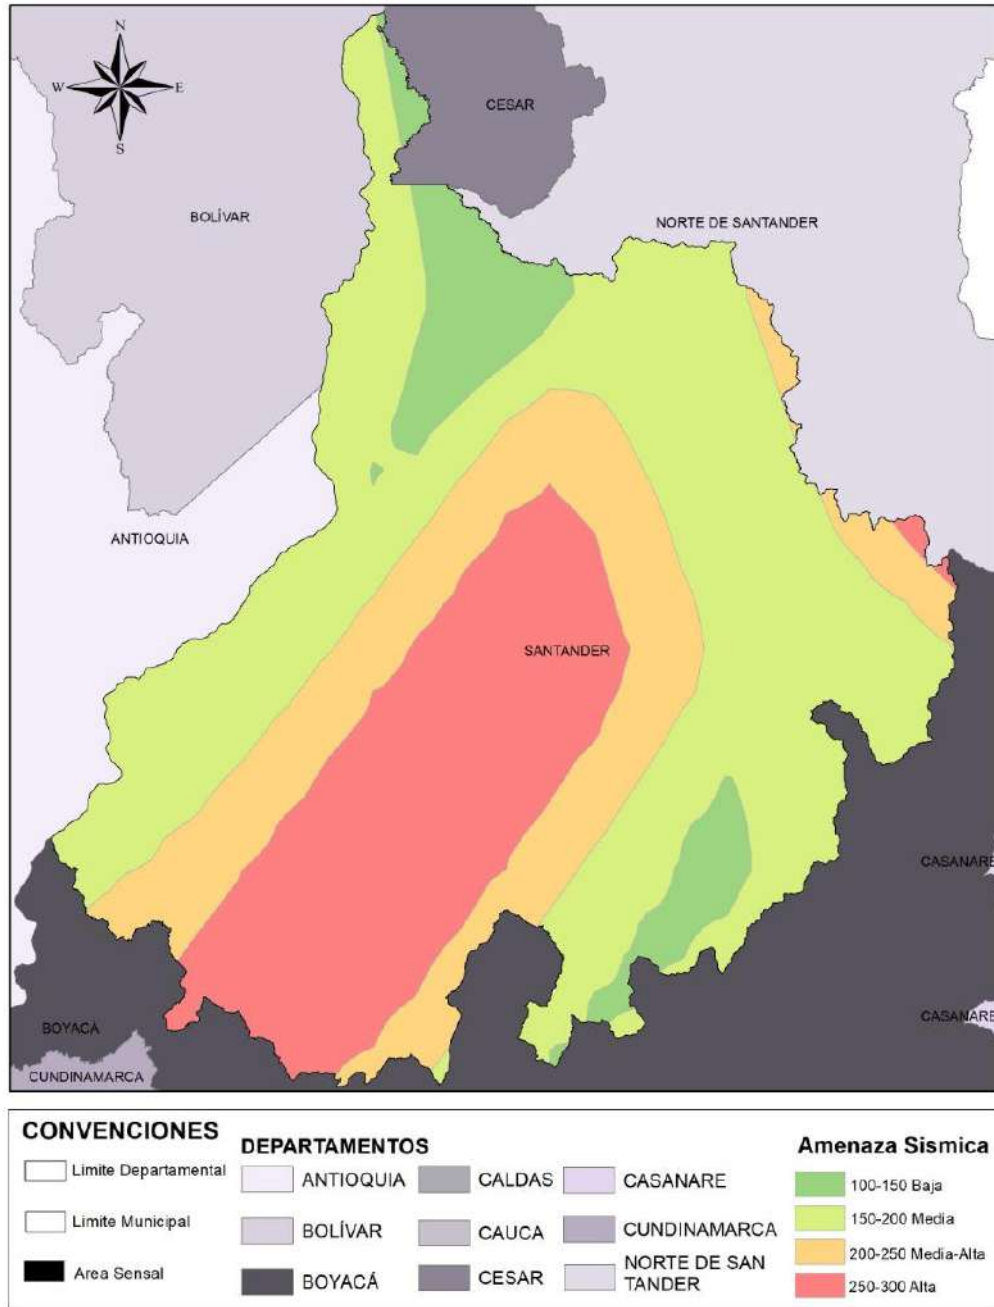 N
W E
S
CESAR
BOLÍVAR
NORTE DE SANTANDER
ANTIOQUIA
SANTANDER
CASANARE
CASANARE
BOYACÁ
CUNDINAMARCA
CONVENCIONES
Limite Departamental
Limite Municipal
Area Sensal
DEPARTAMENTOS
ANTIOQUIA
BOLÍVAR
BOYACÁ
CALDAS
CAUCA
CESAR
CASANARE
CUNDINAMARCA
NORTE DE SAN
TANDER
Amenaza Sismica
100-150 Baja
150-200 Media
200-250 Media-Alta
250-300 Alta